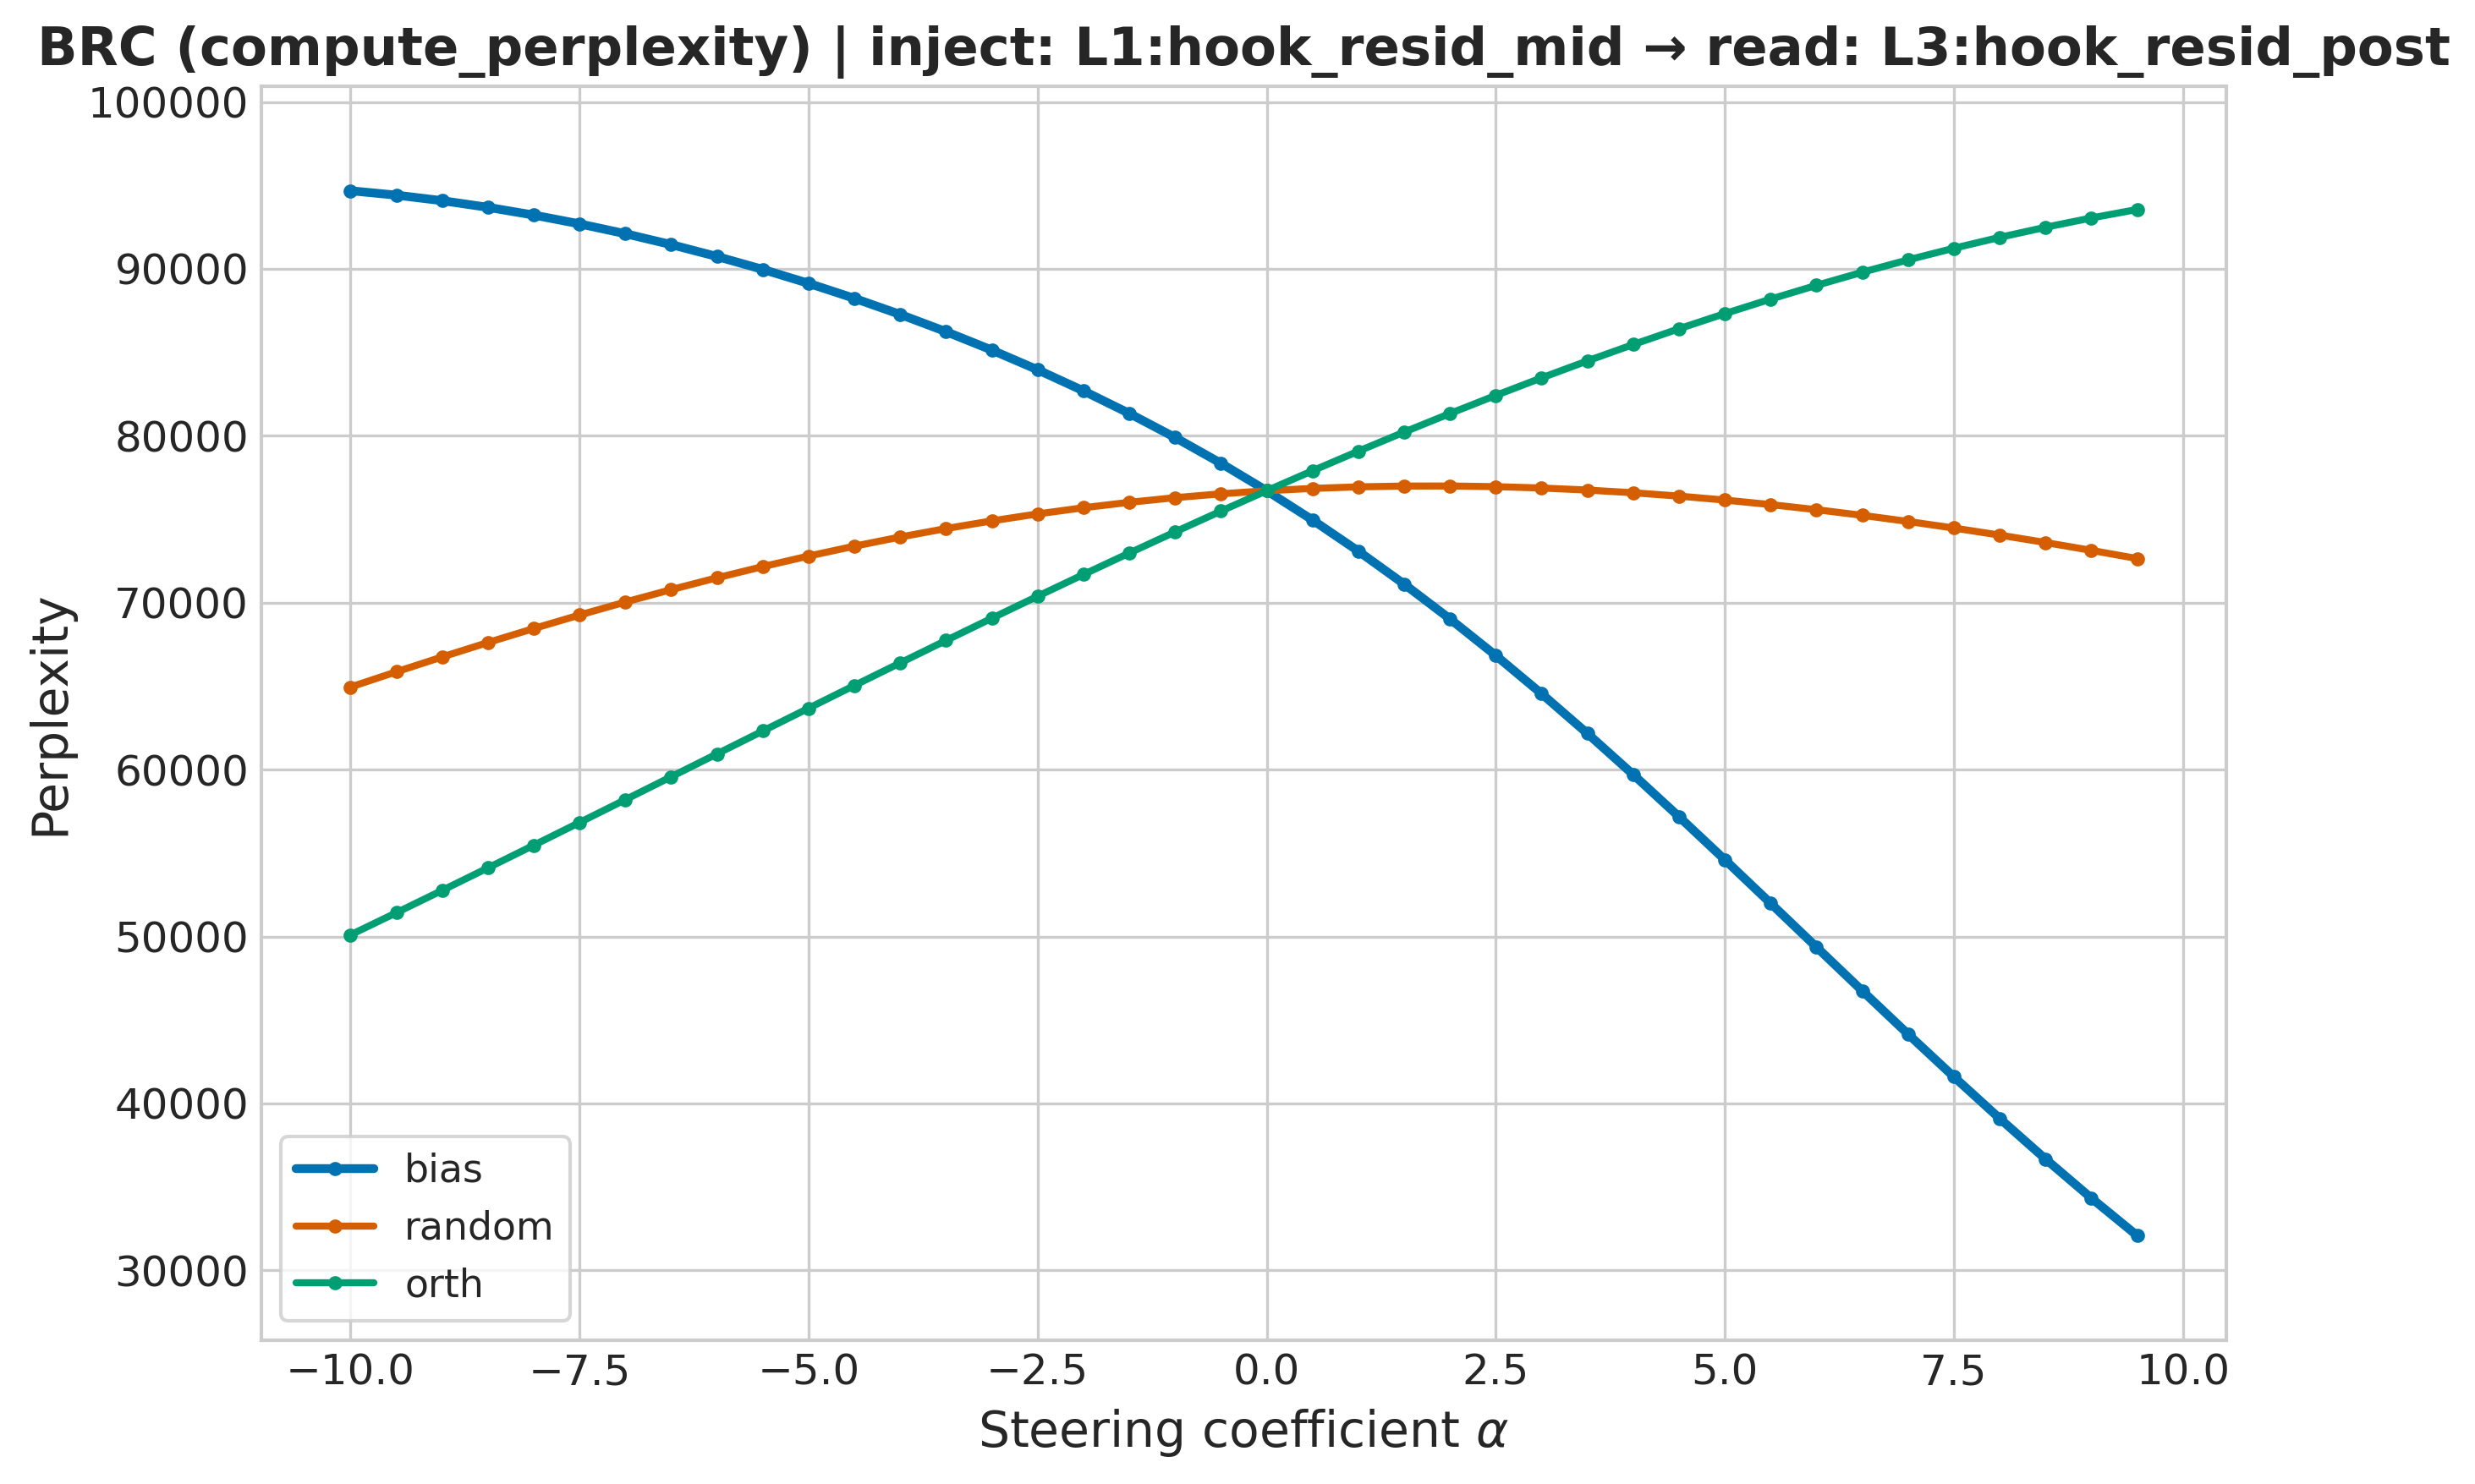 BRC (compute_perplexity) | inject: L1:hook_resid_mid → read: L3:hook_resid_post
100000
90000
80000
70000
60000
50000
40000
30000
Perplexity
bias
random
orth
−10.0 −7.5 −5.0 −2.5 0.0 2.5 5.0 7.5 10.0
Steering coefficient α